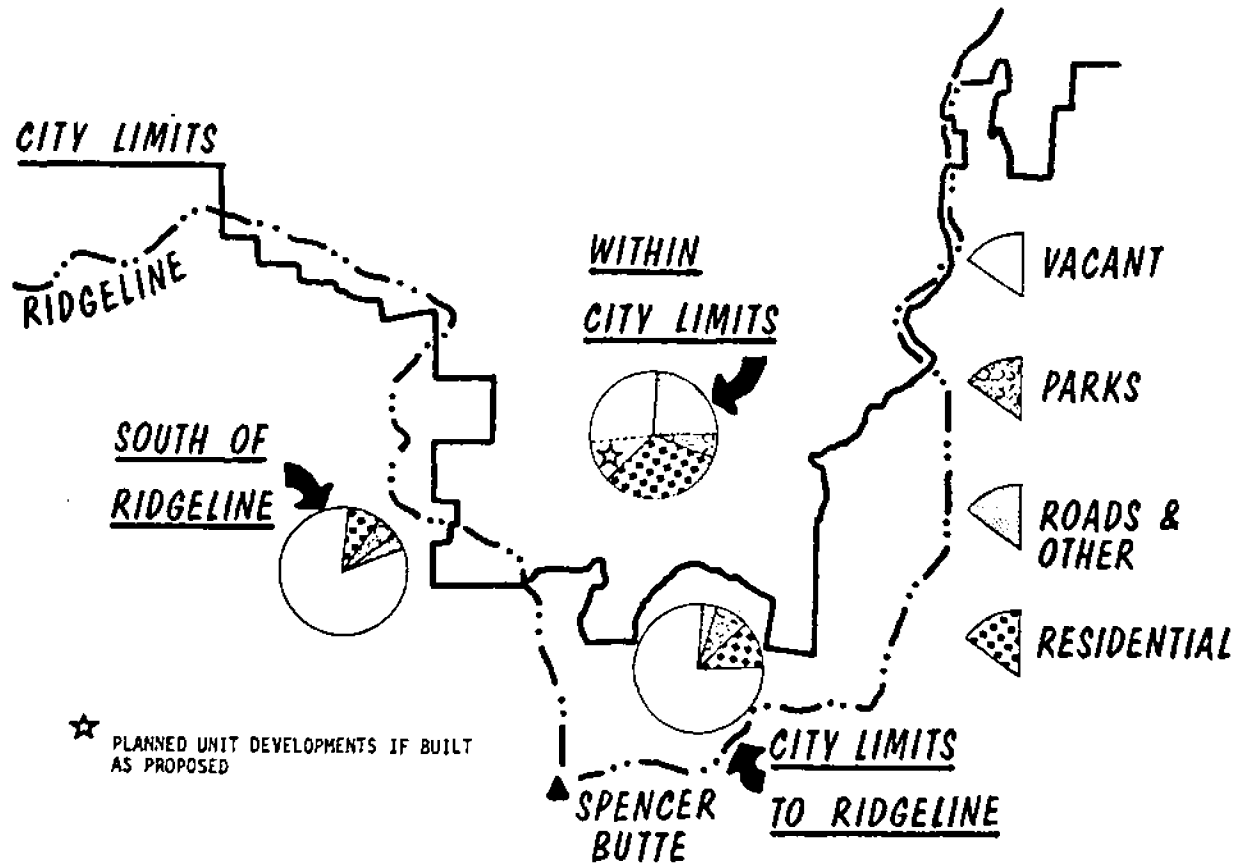 CITY LIMITS
RIDGELINE
WITHIN
CITY LIMITS
VACANT
PARKS
ROADS &
OTHER
RESIDENTIAL
SOUTH OF
RIDGELINE
☆ PLANNED UNIT DEVELOPMENTS IF BUILT
AS PROPOSED
SPENCER
BUTTE
CITY LIMITS
TO RIDGELINE